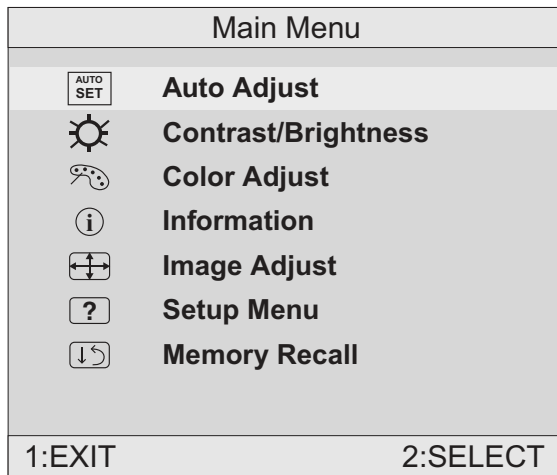 Main Menu
AUTO
SET
Auto Adjust
Contrast/Brightness
Color Adjust
i
Information
Image Adjust
?
Setup Menu
Memory Recall
1:EXIT
2:SELECT